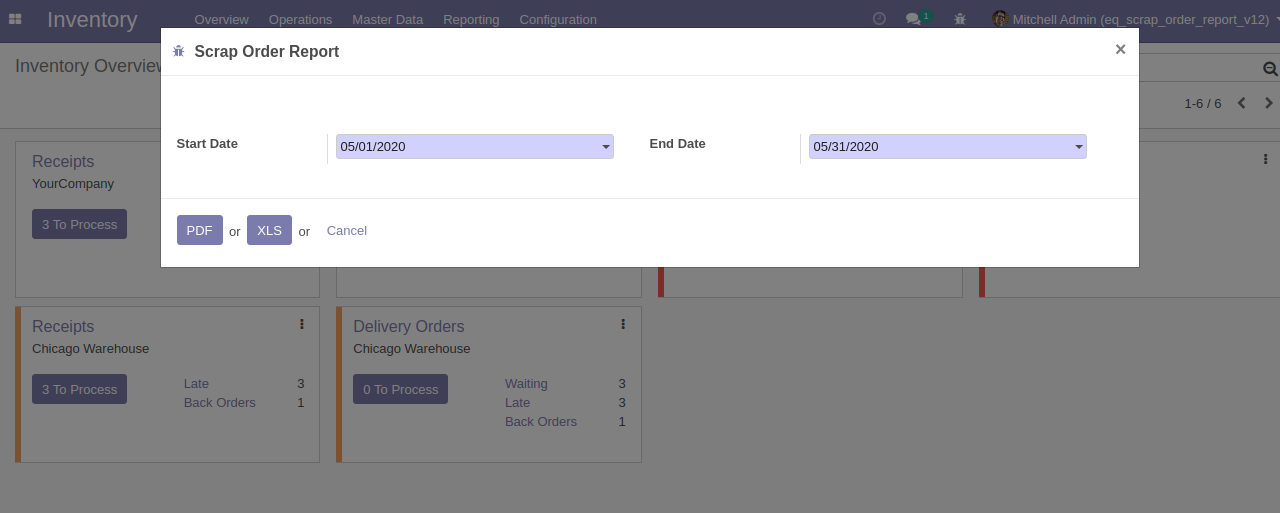 Inventory Overview Operations Master Data Reporting Configuration 1 Mitchell Admin (eq_scrap_order_report_v12)
Scrap Order Report ×
Inventory Overview
1-6 / 6
Start Date 05/01/2020 End Date 05/31/2020
Receipts
YourCompany
3 To Process
PDF or XLS or Cancel
Receipts
Chicago Warehouse
3 To Process
Late 3
Back Orders 1
Delivery Orders
Chicago Warehouse
0 To Process
Waiting 3
Late 3
Back Orders 1